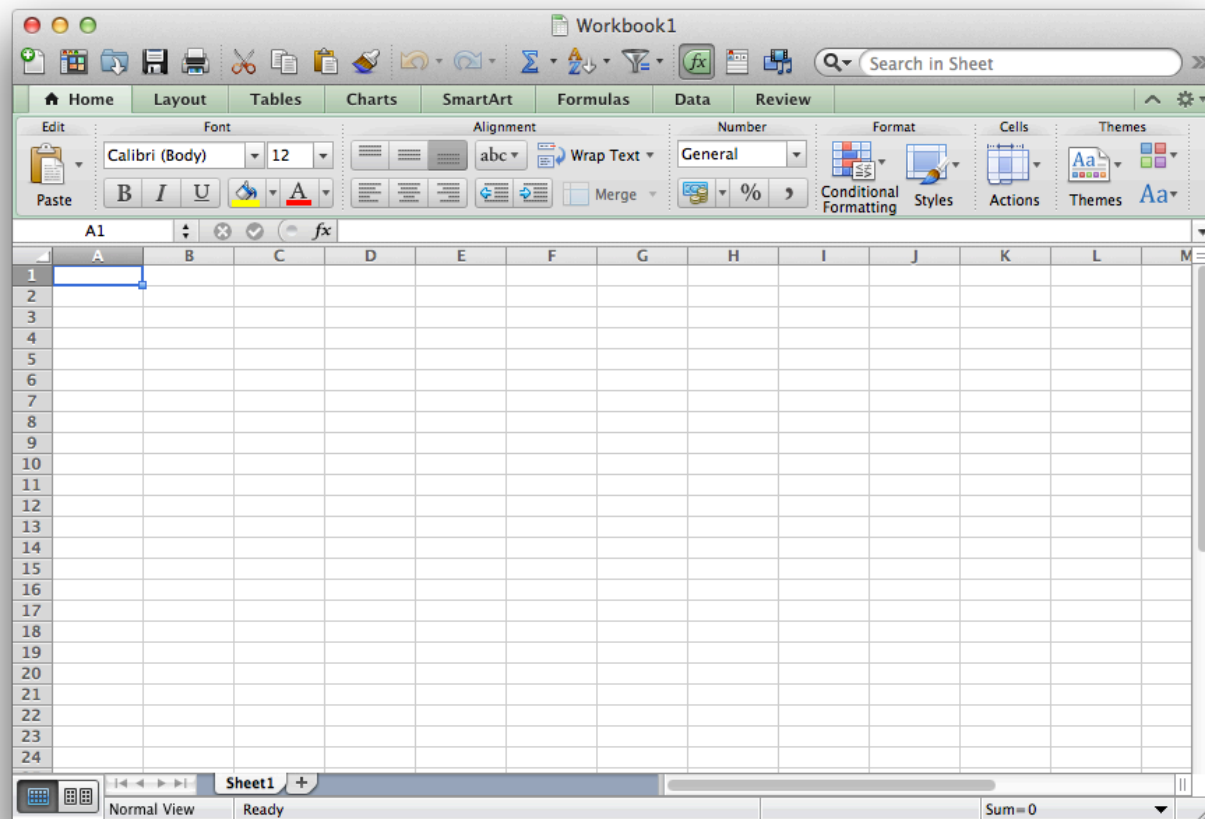 Workbook1
fx Search in Sheet
Home Layout Tables Charts SmartArt Formulas Data Review
Edit Font Alignment Number Format Cells Themes
Calibri (Body) 12 abc Wrap Text General
Paste B I U A Merge % , Conditional Formatting Styles Actions Aa Themes Aa
A1 fx
A B C D E F G H I J K L M
1
2
3
4
5
6
7
8
9
10
11
12
13
14
15
16
17
18
19
20
21
22
23
24
Sheet1 +
Normal View Ready Sum=0